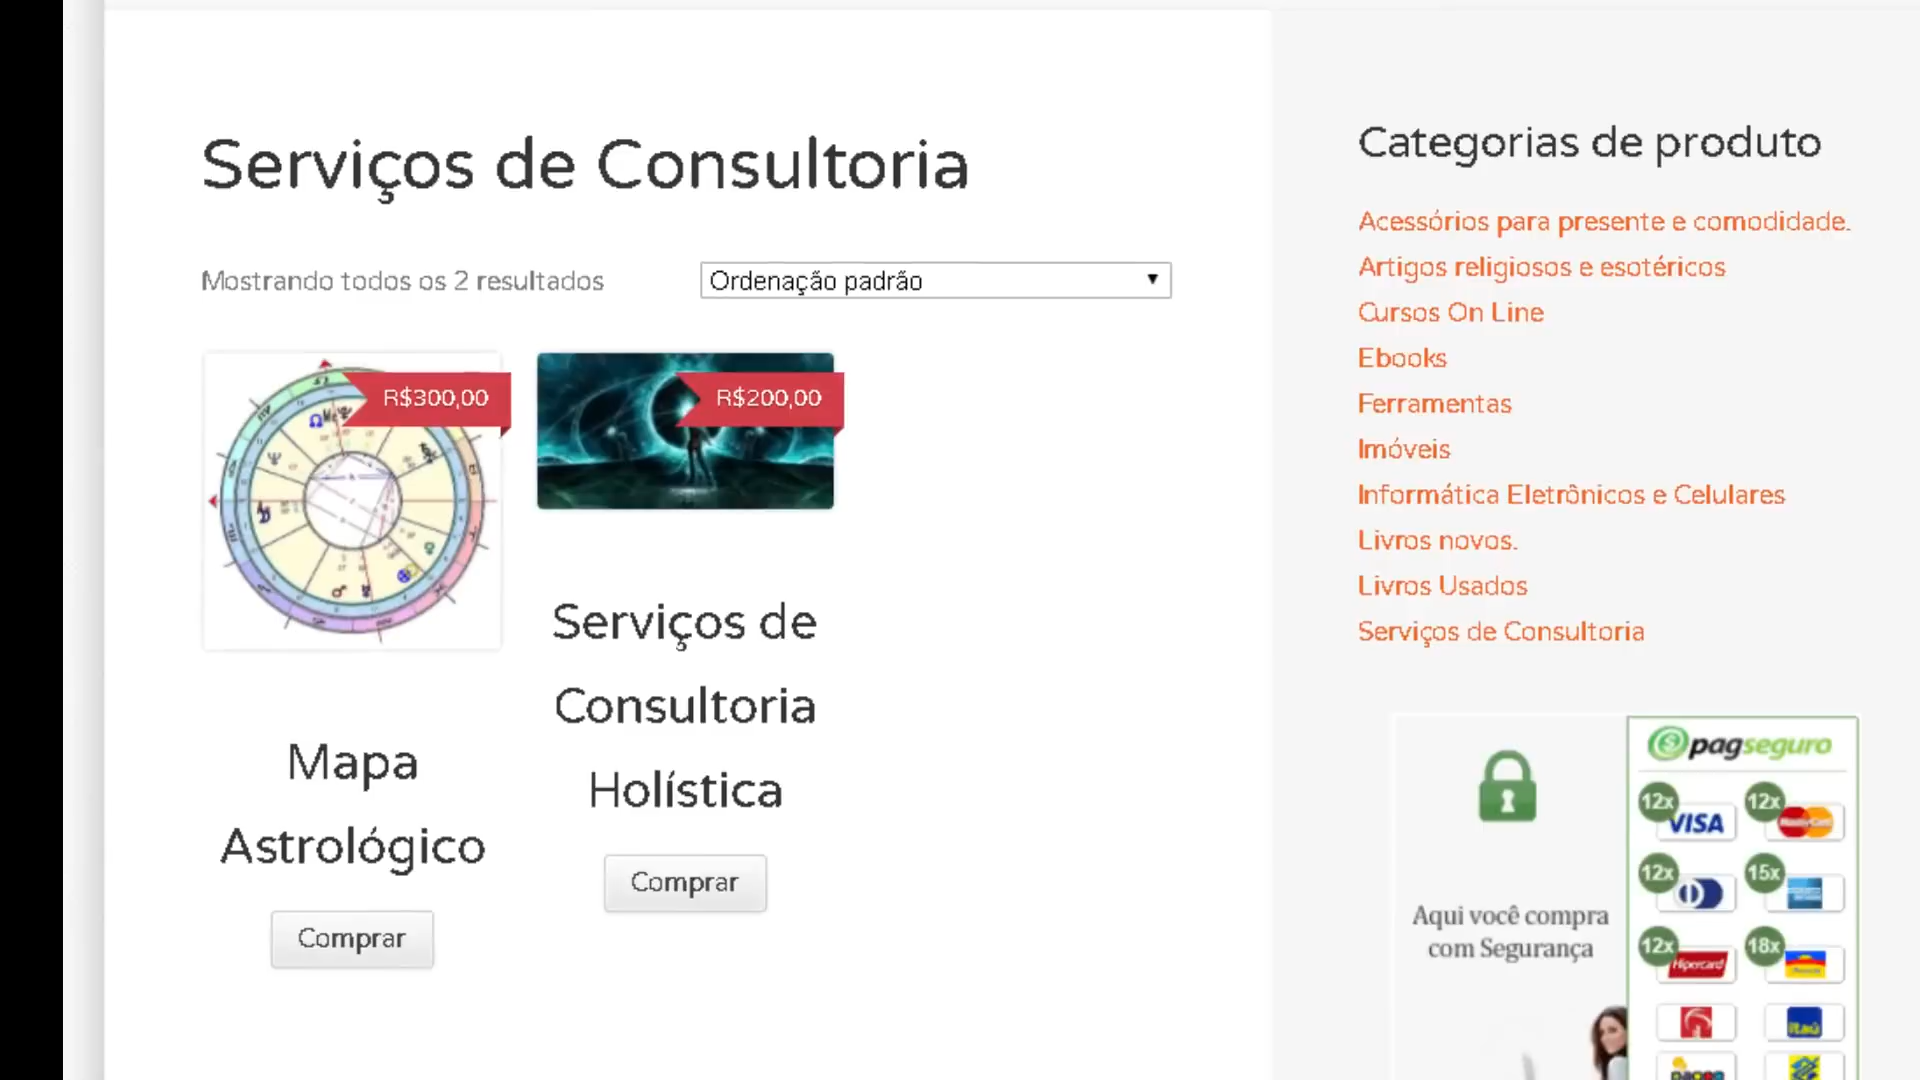 Serviços de Consultoria
Mostrando todos os 2 resultados
Ordenação padrão
R$300,00
R$200,00
Mapa
Astrológico
Comprar
Serviços de
Consultoria
Holística
Comprar
Categorias de produto
Acessórios para presente e comodidade.
Artigos religiosos e esotéricos
Cursos On Line
Ebooks
Ferramentas
Imóveis
Informática Eletrônicos e Celulares
Livros novos.
Livros Usados
Serviços de Consultoria
Aqui você compra
com Segurança
pagseguro
12x
VISA
12x
MasterCard
12x
15x
12x
Hipercard
18x
Itaú